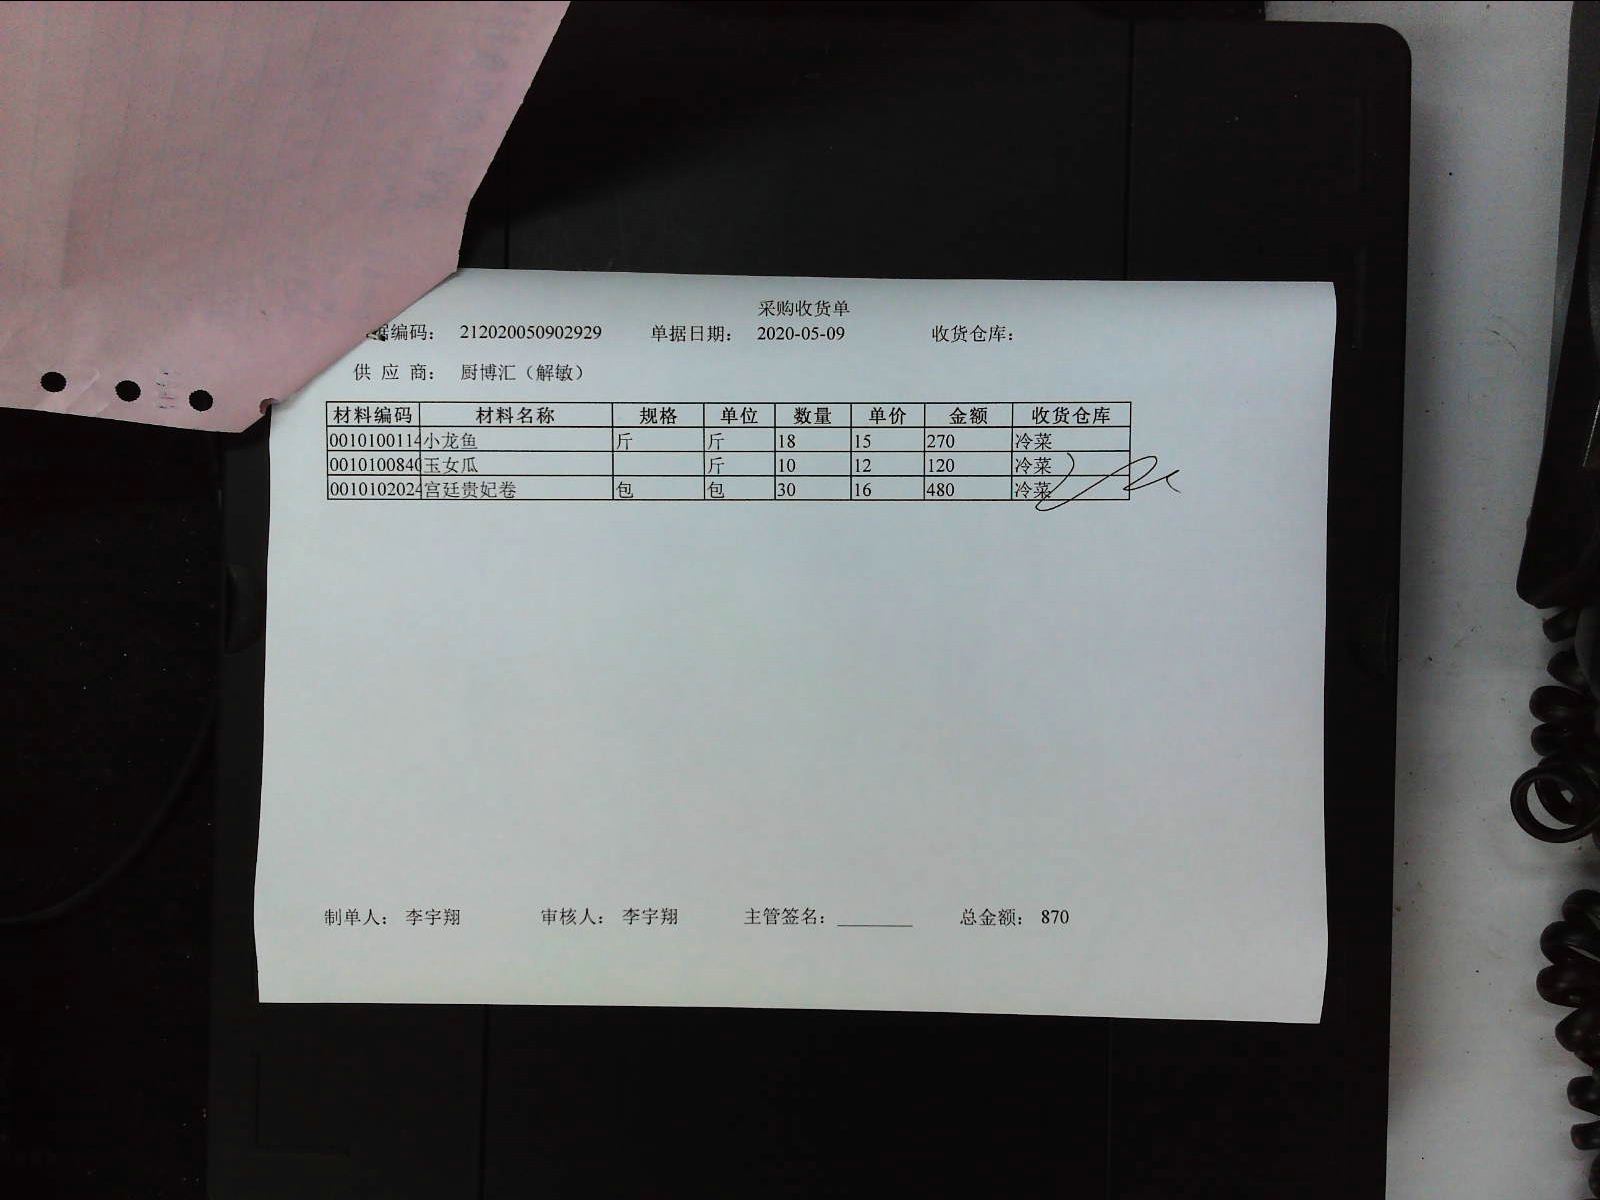 采购收货单
据编码： 212020050902929 单据日期： 2020-05-09 收货仓库：
供 应 商： 厨博汇（解敏）
材料编码 材料名称 规格 单位 数量 单价 金额 收货仓库
0010100114 小龙鱼 斤 斤 18 15 270 冷菜
0010100840 玉女瓜 斤 10 12 120 冷菜
0010102024 宫廷贵妃卷 包 包 30 16 480 冷菜
制单人： 李宇翔 审核人： 李宇翔 主管签名：________ 总金额： 870